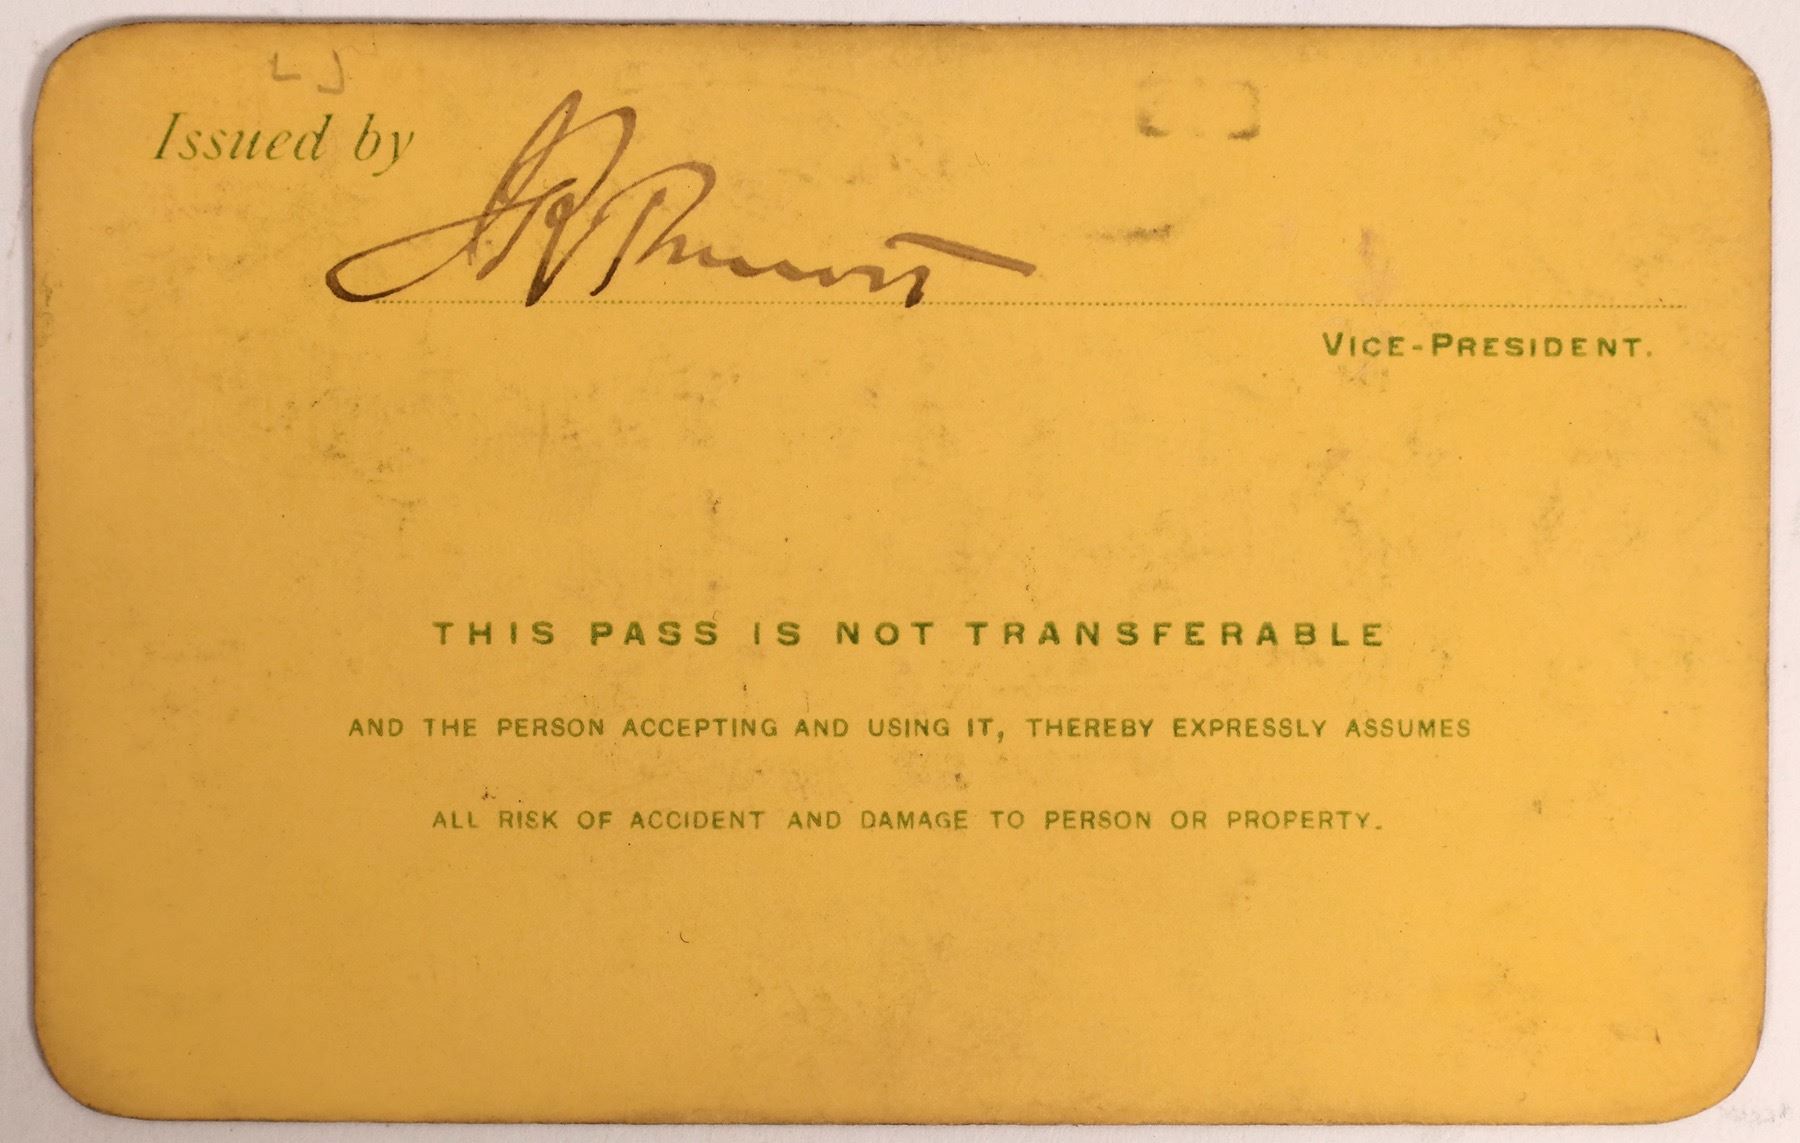 Issued by
VICE-PRESIDENT.
THIS PASS IS NOT TRANSFERABLE
AND THE PERSON ACCEPTING AND USING IT, THEREBY EXPRESSLY ASSUMES
ALL RISK OF ACCIDENT AND DAMAGE TO PERSON OR PROPERTY.